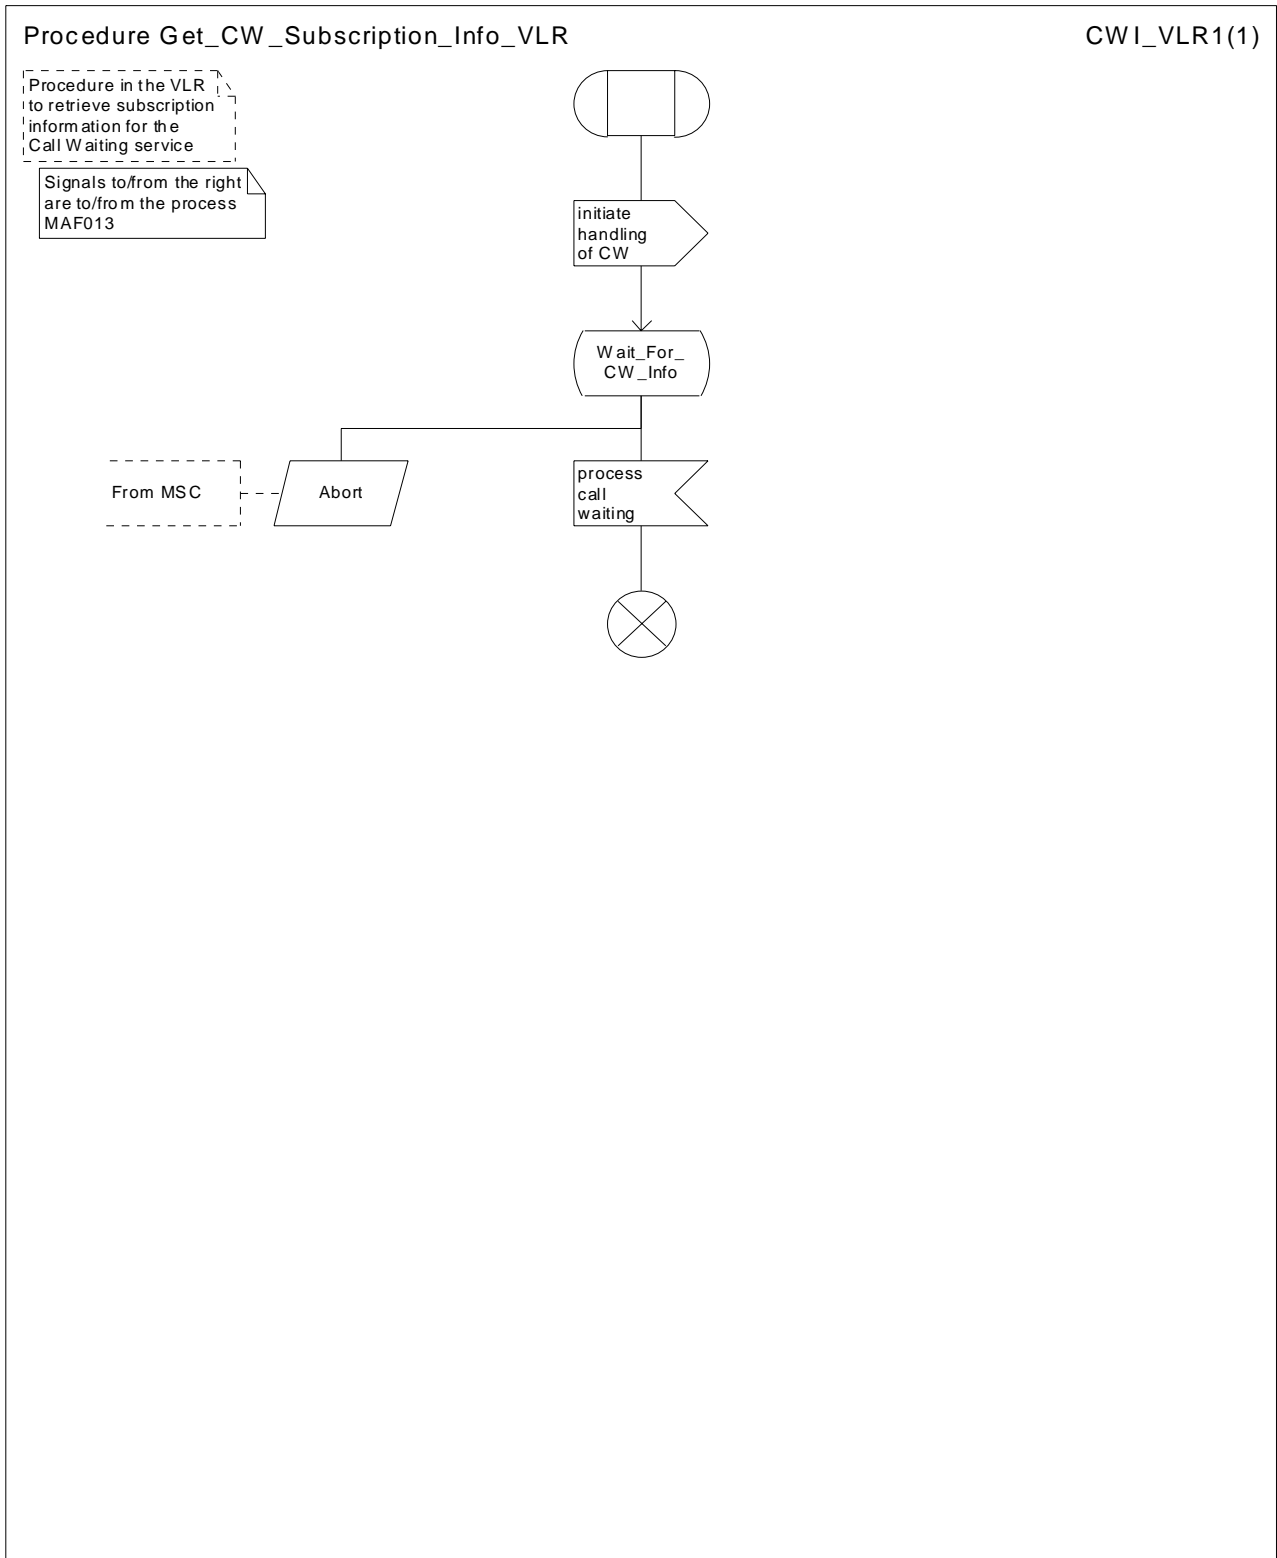 Procedure Get_CW_Subscription_Info_VLR
CWI_VLR1(1)
Procedure in the VLR
to retrieve subscription
information for the
Call Waiting service
Signals to/from the right
are to/from the process
MAF013
initiate
handling
of CW
Wait_For_
CW_Info
From MSC
Abort
process
call
waiting